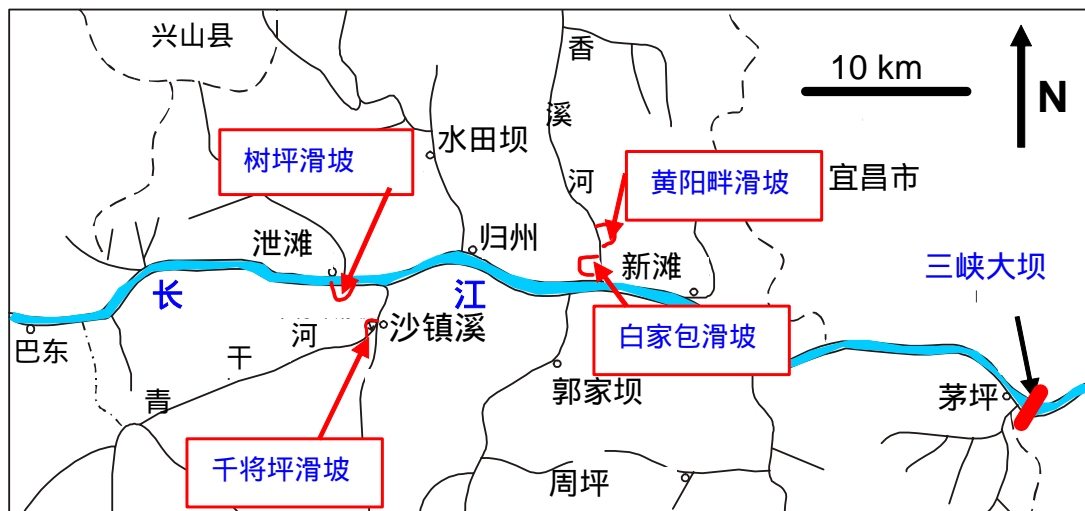 兴山县
香
溪
河
10 km
N
水田坝
树坪滑坡
黄阳畔滑坡
宜昌市
泄滩
归州
新滩
三峡大坝
长
江
巴东
青
干
河
沙镇溪
白家包滑坡
郭家坝
茅坪
千将坪滑坡
周坪